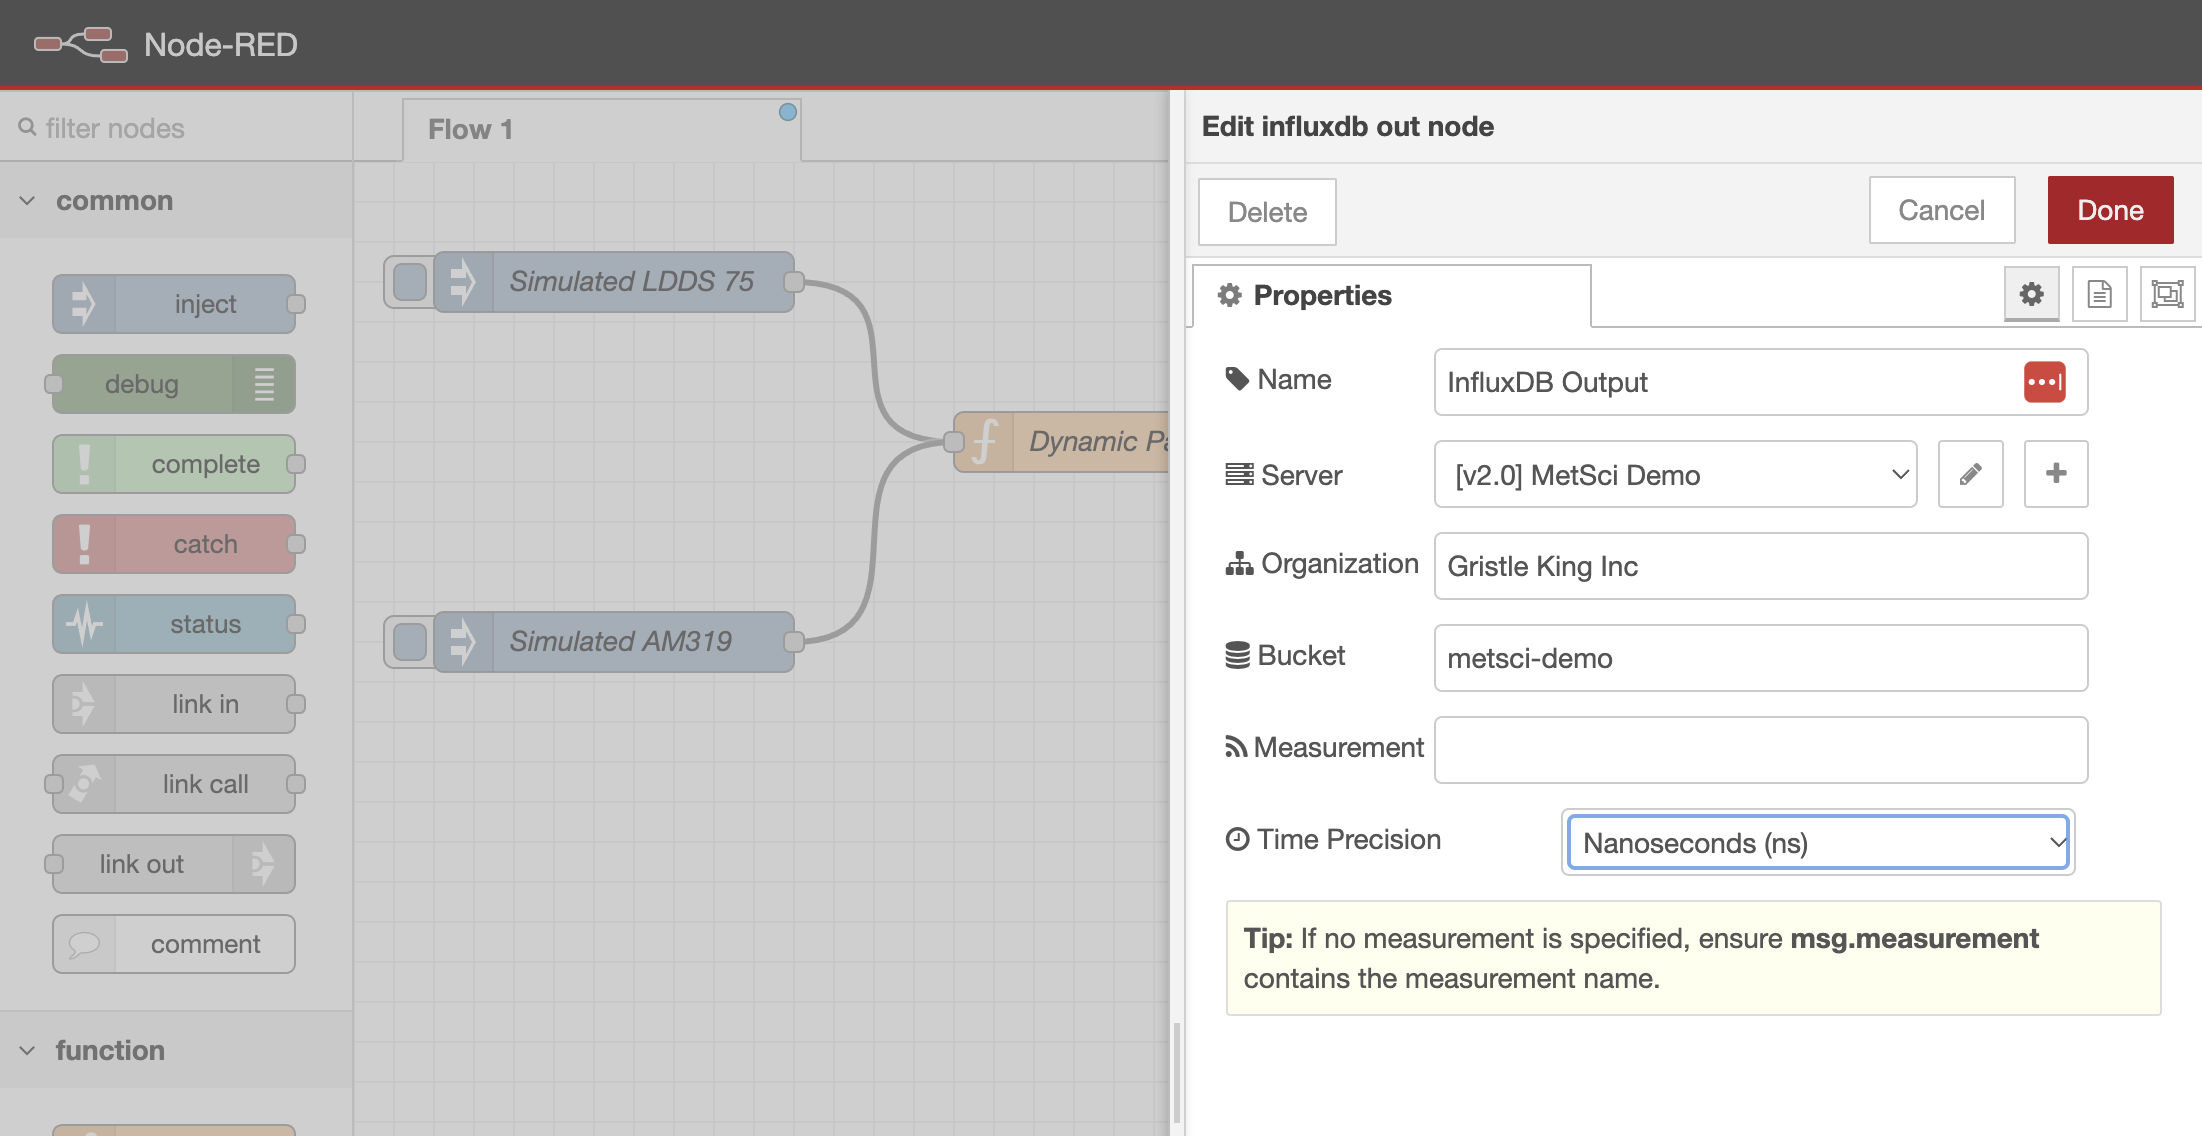 Node-RED
filter nodes
common
inject
debug
complete
catch
status
link in
link call
link out
comment
function
Flow 1
Simulated LDDS 75
Simulated AM319
Dynamic Pa
Edit influxdb out node
Delete
Cancel
Done
Properties
Name
InfluxDB Output
Server
[v2.0] MetSci Demo
Organization
Gristle King Inc
Bucket
metsci-demo
Measurement
Time Precision
Nanoseconds (ns)
Tip: If no measurement is specified, ensure msg.measurement
contains the measurement name.